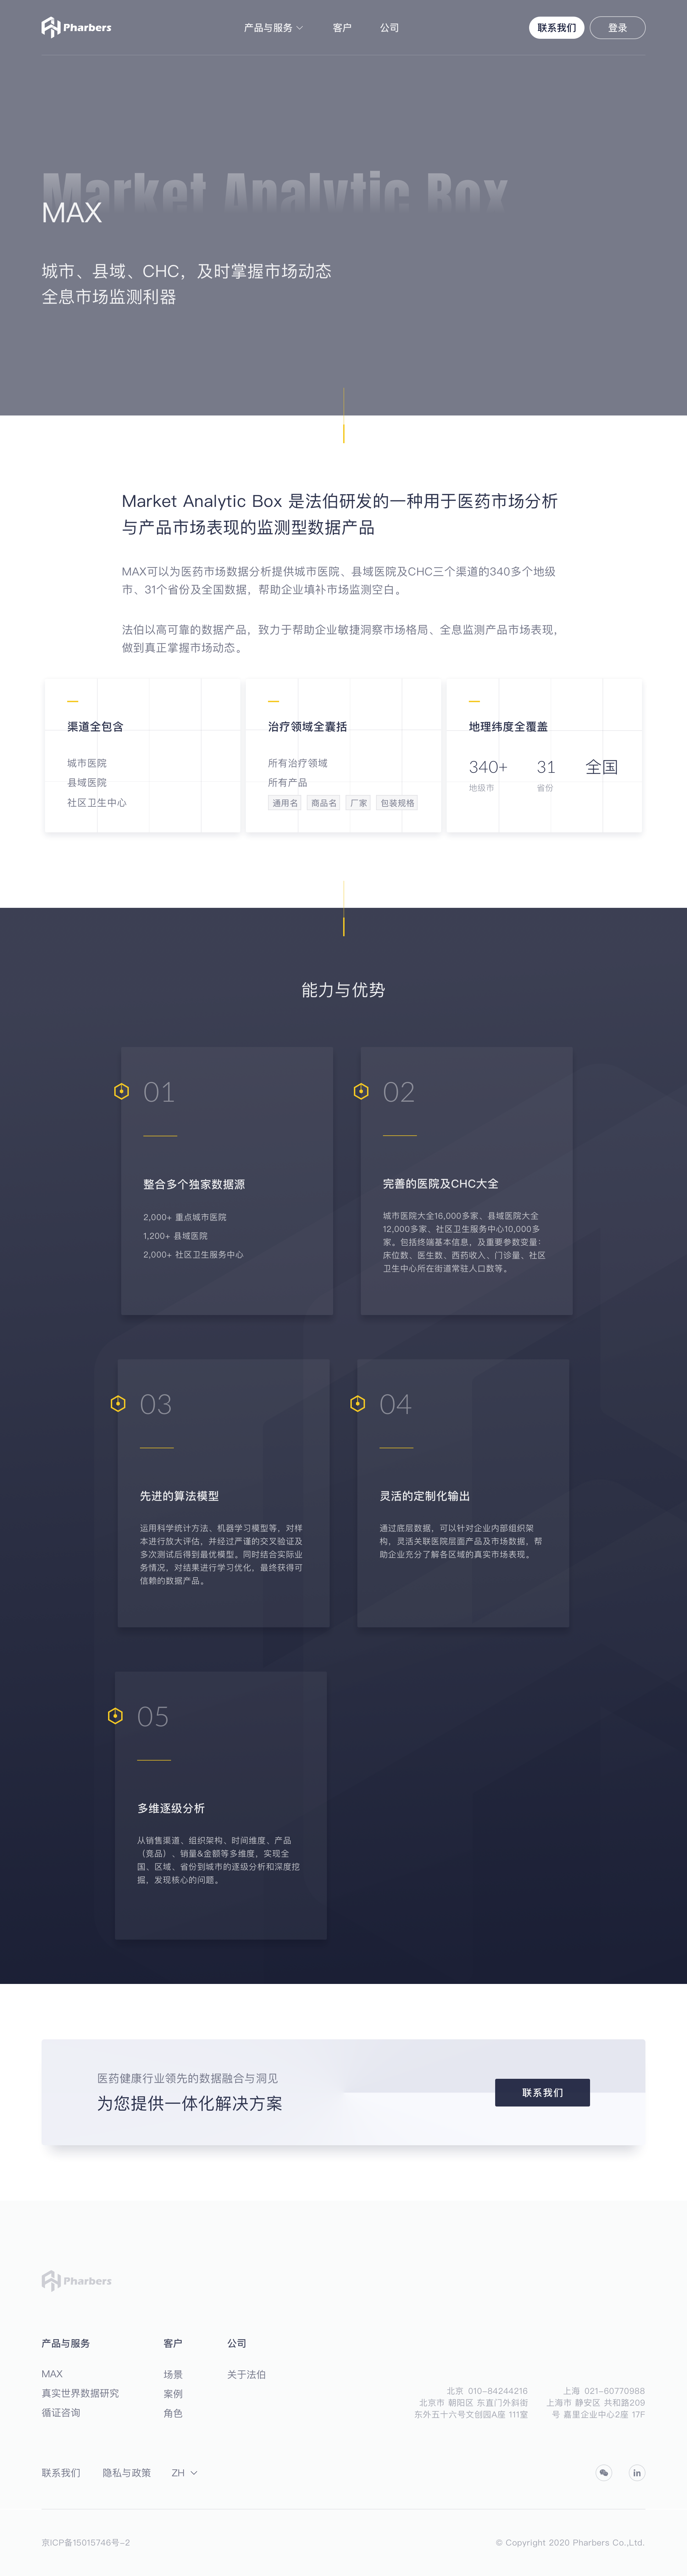 Pharbers
产品与服务
客户
公司
联系我们
登录
Market Analytic Box
MAX
城市、县域、CHC，及时掌握市场动态
全息市场监测利器
Market Analytic Box 是法伯研发的一种用于医药市场分析
与产品市场表现的监测型数据产品
MAX可以为医药市场数据分析提供城市医院、县域医院及CHC三个渠道的340多个地级
市、31个省份及全国数据，帮助企业填补市场监测空白。
法伯以高可靠的数据产品，致力于帮助企业敏捷洞察市场格局、全息监测产品市场表现，
做到真正掌握市场动态。
渠道全包含
城市医院
县域医院
社区卫生中心
治疗领域全囊括
所有治疗领域
所有产品
通用名 商品名 厂家 包装规格
地理纬度全覆盖
340+ 31 全国
地级市 省份
能力与优势
01
整合多个独家数据源
2,000+ 重点城市医院
1,200+ 县域医院
2,000+ 社区卫生服务中心
02
完善的医院及CHC大全
城市医院大全16,000多家、县域医院大全
12,000多家、社区卫生服务中心10,000多
家。包括终端基本信息，及重要参数变量：
床位数、医生数、西药收入、门诊量、社区
卫生中心所在街道常驻人口数等。
03
先进的算法模型
运用科学统计方法、机器学习模型等，对样
本进行放大评估，并经过严谨的交叉验证及
多次测试后得到最优模型。同时结合实际业
务情况，对结果进行学习优化，最终获得可
信赖的数据产品。
04
灵活的定制化输出
通过底层数据，可以针对企业内部组织架
构，灵活关联医院层面产品及市场数据，帮
助企业充分了解各区域的真实市场表现。
05
多维逐级分析
从销售渠道、组织架构、时间维度、产品
（竞品）、销量&金额等多维度，实现全
国、区域、省份到城市的逐级分析和深度挖
掘，发现核心的问题。
医药健康行业领先的数据融合与洞见
为您提供一体化解决方案
联系我们
Pharbers
产品与服务
MAX
真实世界数据研究
循证咨询
客户
场景
案例
角色
公司
关于法伯
北京 010-84244216
北京市 朝阳区 东直门外斜街
东外五十六号文创园A座 111室
上海 021-60770988
上海市 静安区 共和路209
号 嘉里企业中心2座 17F
联系我们
隐私与政策
ZH
in
京ICP备15015746号-2
© Copyright 2020 Pharbers Co.,Ltd.